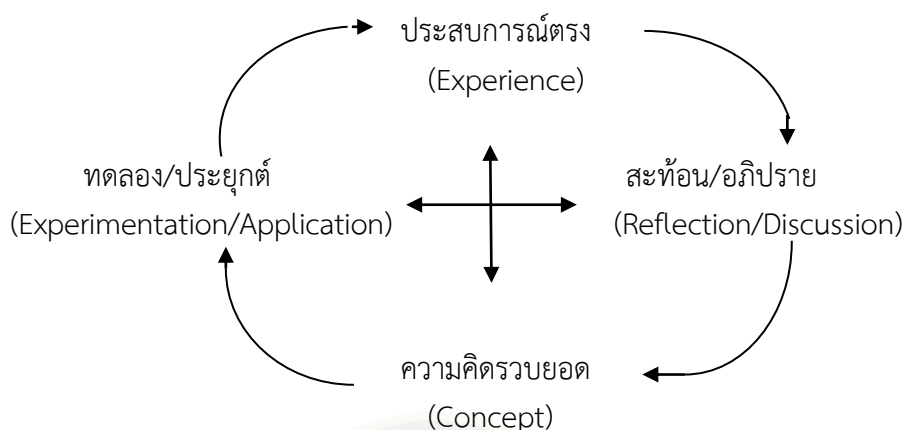 ประสบการณ์ตรง
(Experience)
ทดลอง/ประยุกต์
(Experimentation/Application)
สะท้อน/อภิปราย
(Reflection/Discussion)
ความคิดรวบยอด
(Concept)